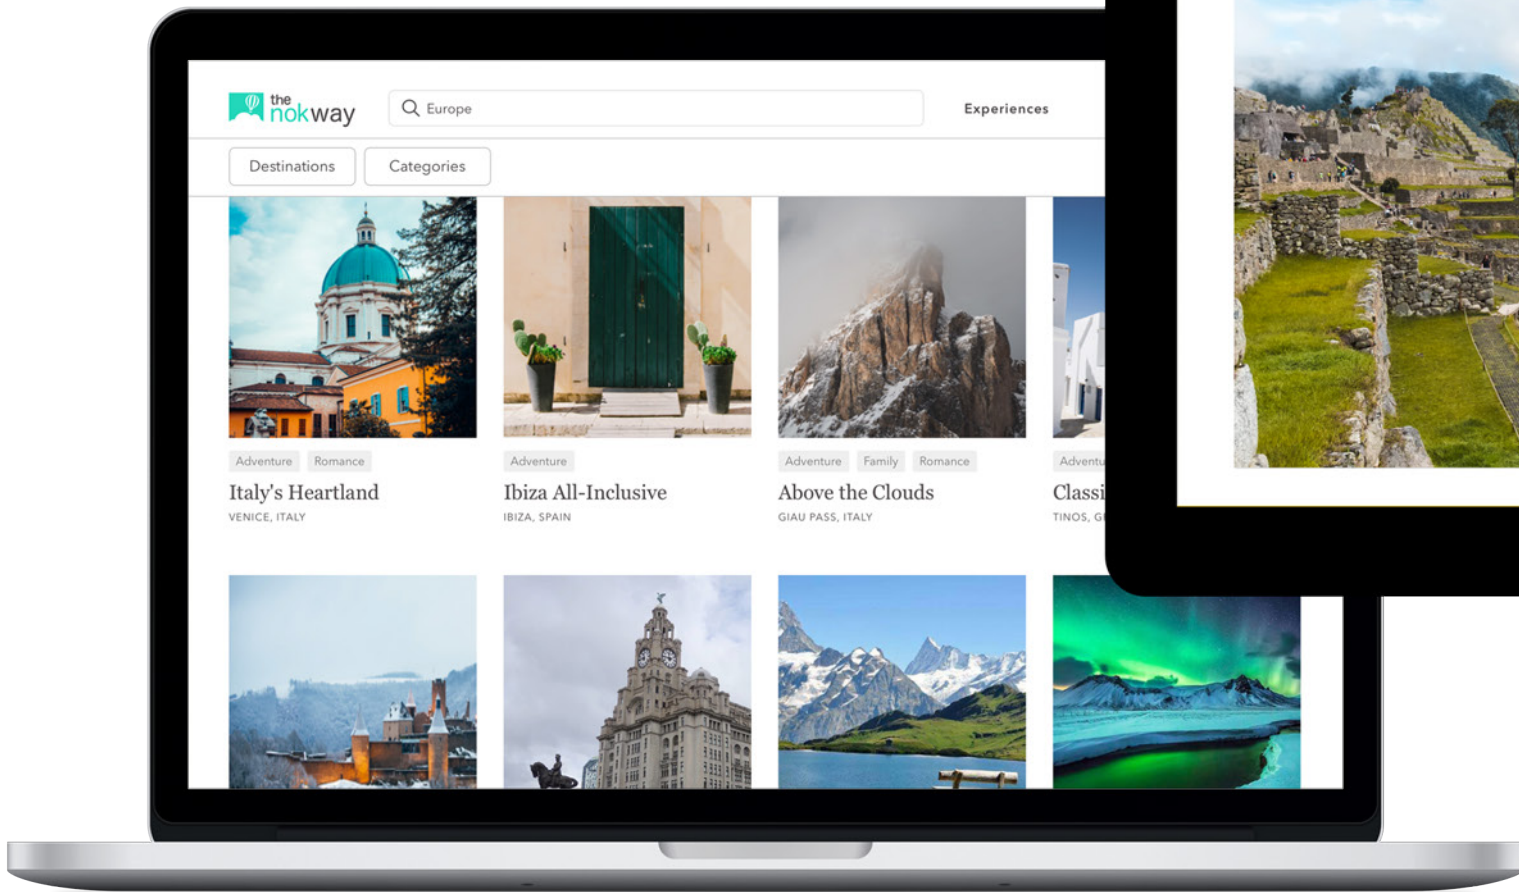 the
nokway
Europe
Experiences
Destinations
Categories
Adventure Romance
Italy's Heartland
VENICE, ITALY
Adventure
Ibiza All-Inclusive
IBIZA, SPAIN
Adventure Family Romance
Above the Clouds
GIAU PASS, ITALY
TINOS,